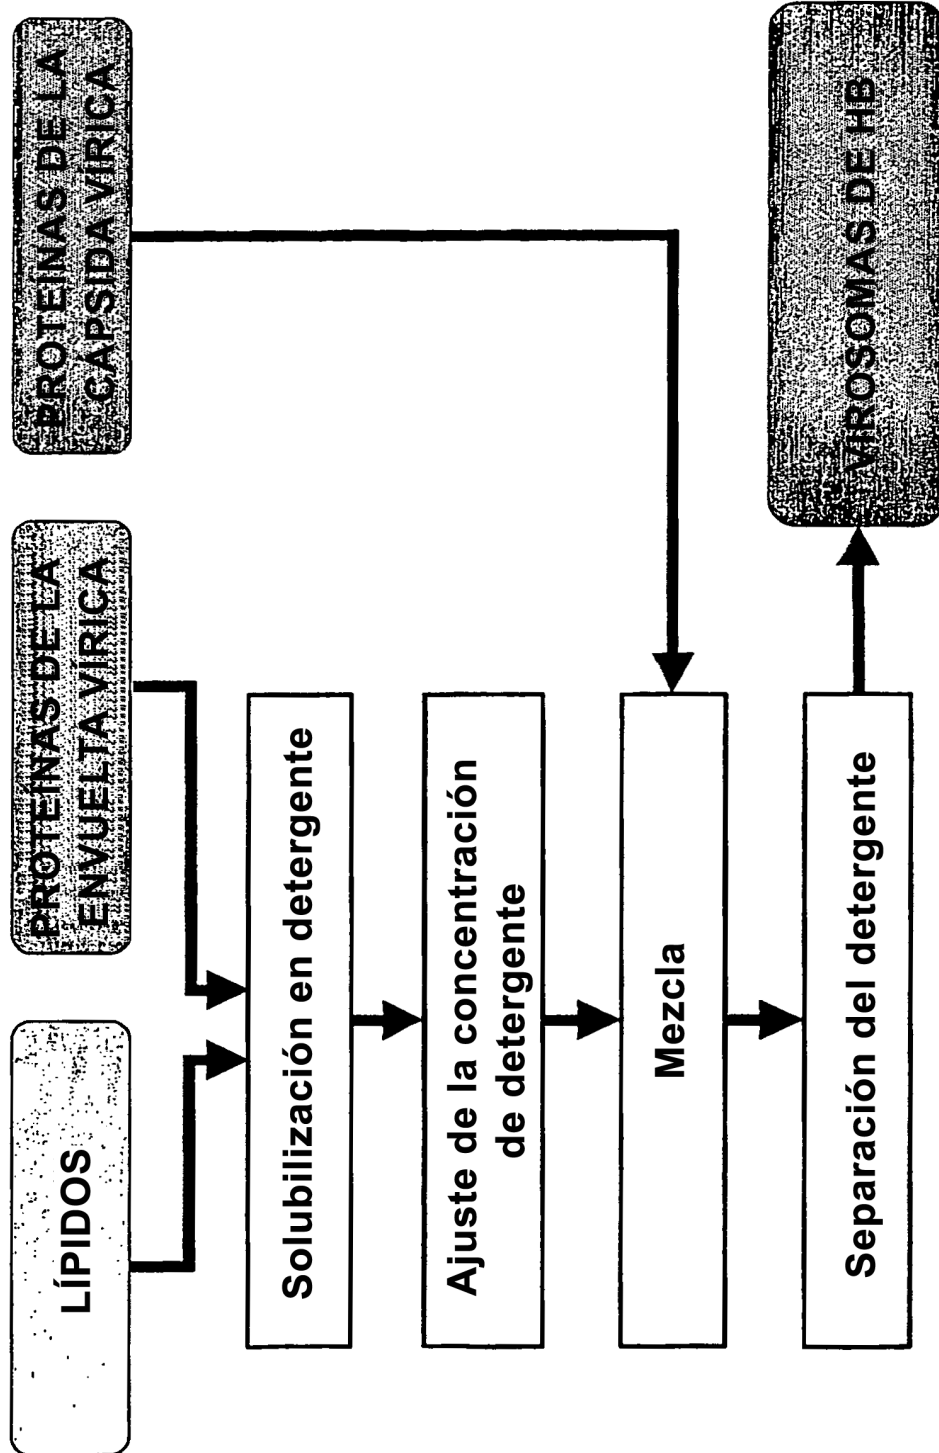 LÍPIDOS
PROTEÍNAS DE LA
ENVUELTA VÍRICA
PROTEÍNAS DE LA
CÁPSIDA VÍRICA
Solubilización en detergente
Ajuste de la concentración
de detergente
Mezcla
Separación del detergente
VIROSOMAS DE HB